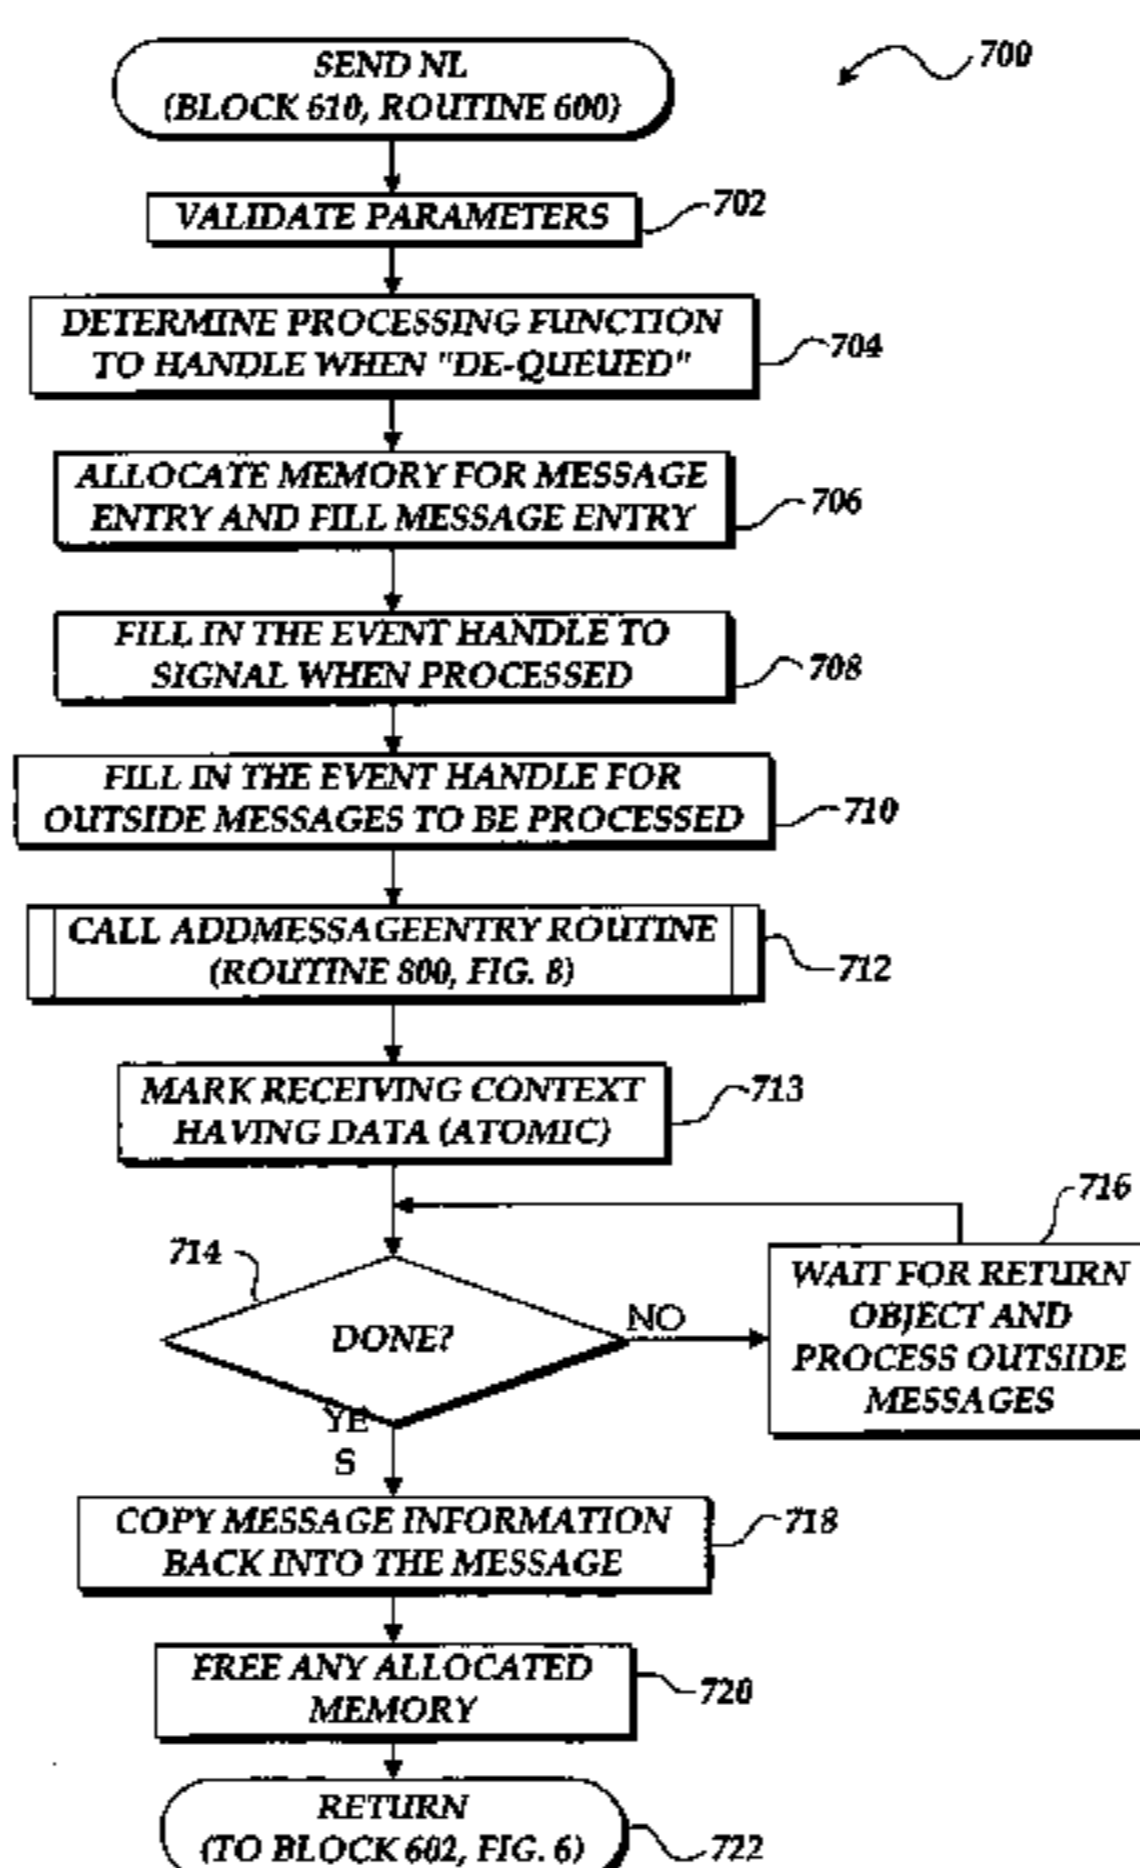 700
SEND NL
(BLOCK 610, ROUTINE 600)
VALIDATE PARAMETERS
702
DETERMINE PROCESSING FUNCTION
TO HANDLE WHEN "DE-QUEUED"
704
ALLOCATE MEMORY FOR MESSAGE
ENTRY AND FILL MESSAGE ENTRY
706
FILL IN THE EVENT HANDLE TO
SIGNAL WHEN PROCESSED
708
FILL IN THE EVENT HANDLE FOR
OUTSIDE MESSAGES TO BE PROCESSED
710
CALL ADDMESSAGEENTRY ROUTINE
(ROUTINE 800, FIG. 8)
712
MARK RECEIVING CONTEXT
HAVING DATA (ATOMIC)
713
714
DONE?
NO
716
WAIT FOR RETURN
OBJECT AND
PROCESS OUTSIDE
MESSAGES
YE
S
COPY MESSAGE INFORMATION
BACK INTO THE MESSAGE
718
FREE ANY ALLOCATED
MEMORY
720
RETURN
(TO BLOCK 602, FIG. 6)
722